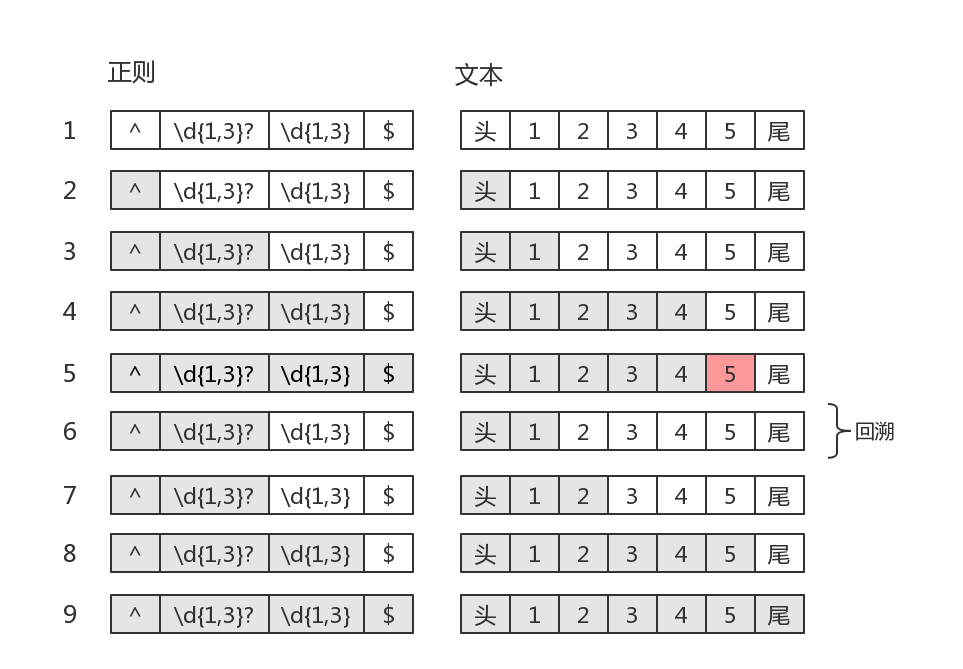 正则 文本
1 ^ \d{1,3}? \d{1,3} $ 头 1 2 3 4 5 尾
2 ^ \d{1,3}? \d{1,3} $ 头 1 2 3 4 5 尾
3 ^ \d{1,3}? \d{1,3} $ 头 1 2 3 4 5 尾
4 ^ \d{1,3}? \d{1,3} $ 头 1 2 3 4 5 尾
5 ^ \d{1,3}? \d{1,3} $ 头 1 2 3 4 5 尾
6 ^ \d{1,3}? \d{1,3} $ 头 1 2 3 4 5 尾 回溯
7 ^ \d{1,3}? \d{1,3} $ 头 1 2 3 4 5 尾
8 ^ \d{1,3}? \d{1,3} $ 头 1 2 3 4 5 尾
9 ^ \d{1,3}? \d{1,3} $ 头 1 2 3 4 5 尾